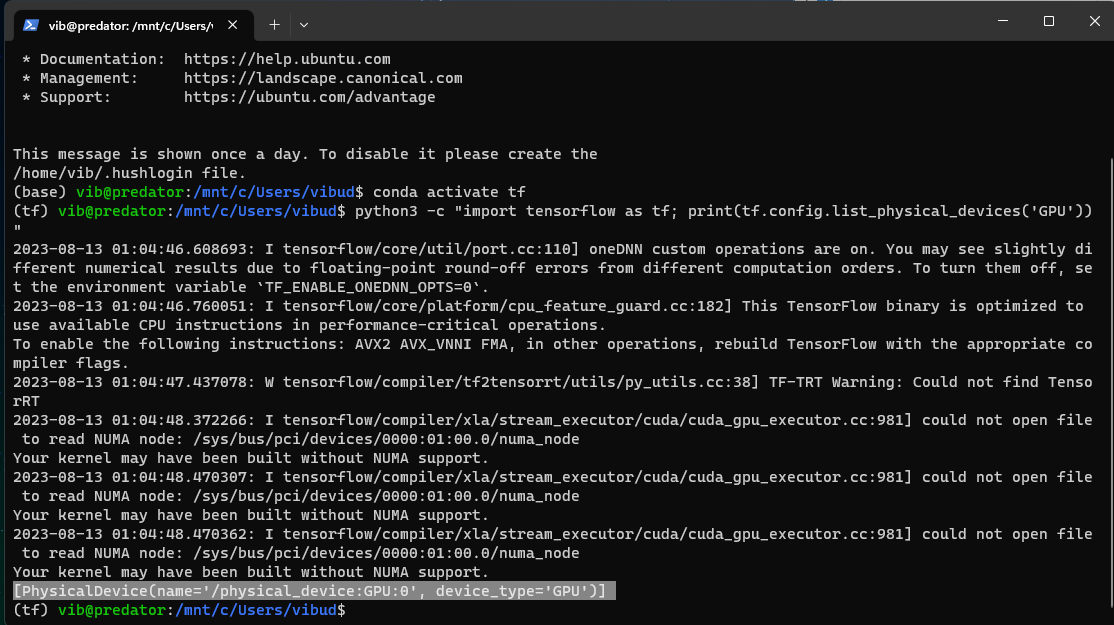 vib@predator: /mnt/c/Users/
* Documentation:  https://help.ubuntu.com
* Management:     https://landscape.canonical.com
* Support:        https://ubuntu.com/advantage
This message is shown once a day. To disable it please create the
/home/vib/.hushlogin file.
(base) vib@predator:/mnt/c/Users/vibud$ conda activate tf
(tf) vib@predator:/mnt/c/Users/vibud$ python3 -c "import tensorflow as tf; print(tf.config.list_physical_devices('GPU'))
"
2023-08-13 01:04:46.608693: I tensorflow/core/util/port.cc:110] oneDNN custom operations are on. You may see slightly di
fferent numerical results due to floating-point round-off errors from different computation orders. To turn them off, se
t the environment variable `TF_ENABLE_ONEDNN_OPTS=0`.
2023-08-13 01:04:46.760051: I tensorflow/core/platform/cpu_feature_guard.cc:182] This TensorFlow binary is optimized to
use available CPU instructions in performance-critical operations.
To enable the following instructions: AVX2 AVX_VNNI FMA, in other operations, rebuild TensorFlow with the appropriate co
mpiler flags.
2023-08-13 01:04:47.437078: W tensorflow/compiler/tf2tensorrt/utils/py_utils.cc:38] TF-TRT Warning: Could not find Tenso
rRT
2023-08-13 01:04:48.372266: I tensorflow/compiler/xla/stream_executor/cuda/cuda_gpu_executor.cc:981] could not open file
 to read NUMA node: /sys/bus/pci/devices/0000:01:00.0/numa_node
Your kernel may have been built without NUMA support.
2023-08-13 01:04:48.470307: I tensorflow/compiler/xla/stream_executor/cuda/cuda_gpu_executor.cc:981] could not open file
 to read NUMA node: /sys/bus/pci/devices/0000:01:00.0/numa_node
Your kernel may have been built without NUMA support.
2023-08-13 01:04:48.470362: I tensorflow/compiler/xla/stream_executor/cuda/cuda_gpu_executor.cc:981] could not open file
 to read NUMA node: /sys/bus/pci/devices/0000:01:00.0/numa_node
Your kernel may have been built without NUMA support.
[PhysicalDevice(name='/physical_device:GPU:0', device_type='GPU')]
(tf) vib@predator:/mnt/c/Users/vibud$